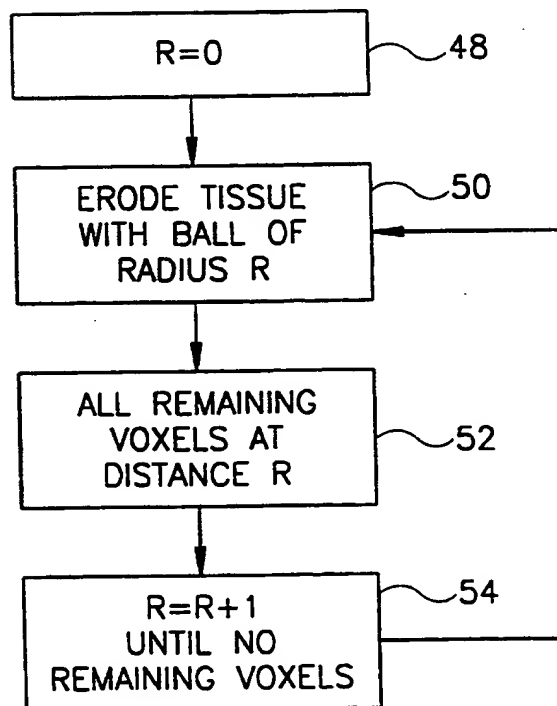 R=0
48
ERODE TISSUE
WITH BALL OF
RADIUS R
50
ALL REMAINING
VOXELS AT
DISTANCE R
52
R=R+1
UNTIL NO
REMAINING VOXELS
54